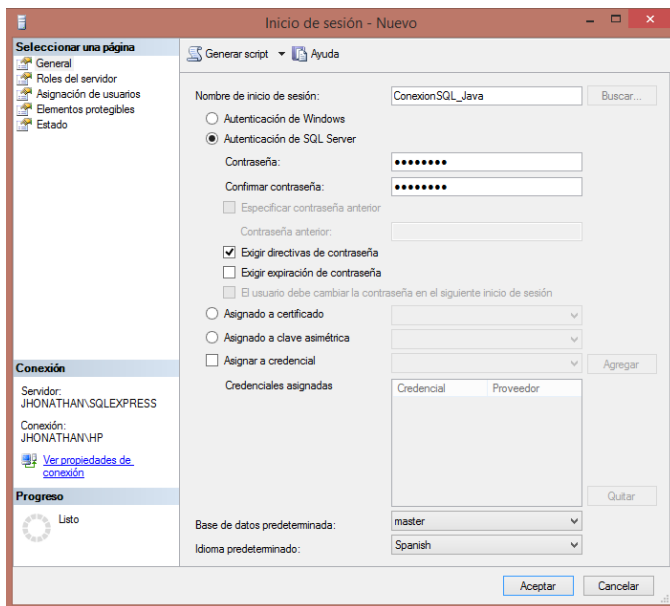 Inicio de sesión - Nuevo
Seleccionar una página
General
Roles del servidor
Asignación de usuarios
Elementos protegibles
Estado
Generar script
Ayuda
Nombre de inicio de sesión: ConexionSQL_Java Buscar...
Autenticación de Windows
Autenticación de SQL Server
Contraseña: ●●●●●●●●
Confirmar contraseña: ●●●●●●●●
Especificar contraseña anterior
Contraseña anterior:
Exigir directivas de contraseña
Exigir expiración de contraseña
El usuario debe cambiar la contraseña en el siguiente inicio de sesión
Asignado a certificado
Asignado a clave asimétrica
Asignar a credencial Agregar
Credenciales asignadas Credencial Proveedor
Quitar
Base de datos predeterminada: master
Idioma predeterminado: Spanish
Conexión
Servidor:
JHONATHAN\SQLEXPRESS
Conexión:
JHONATHAN\HP
Ver propiedades de
conexión
Progreso
Listo
Aceptar Cancelar